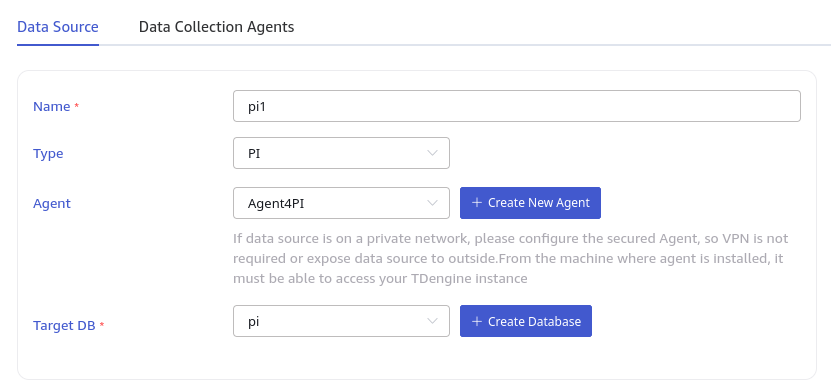 Data Source Data Collection Agents
Name * pi1
Type PI
Agent Agent4PI + Create New Agent
If data source is on a private network, please configure the secured Agent, so VPN is not
required or expose data source to outside.From the machine where agent is installed, it
must be able to access your TDengine instance
Target DB * pi + Create Database